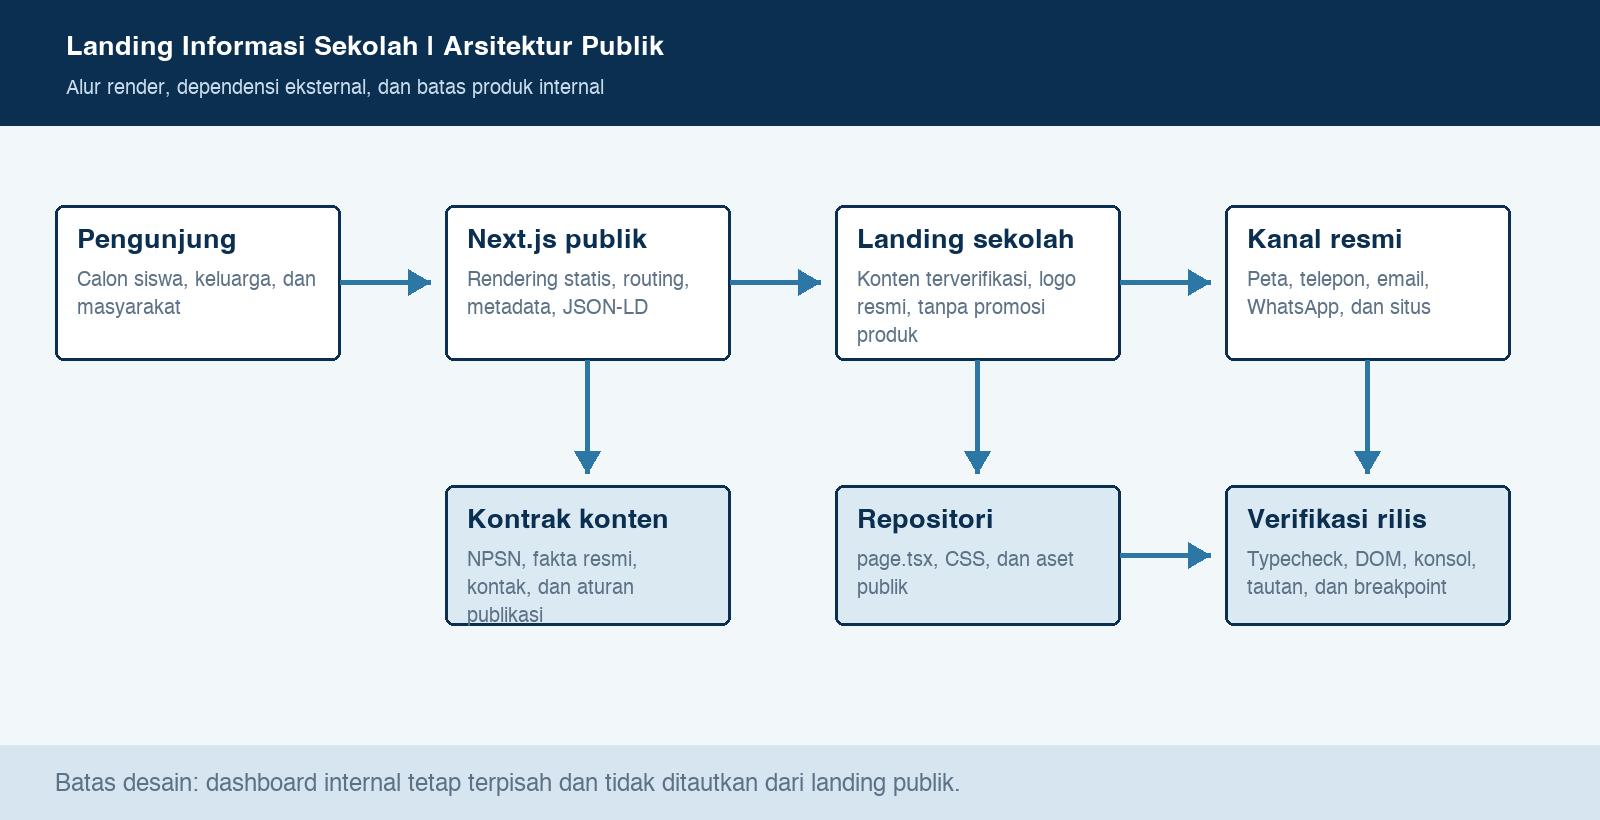 Landing Informasi Sekolah | Arsitektur Publik
Alur render, dependensi eksternal, dan batas produk internal
Pengunjung
Calon siswa, keluarga, dan
masyarakat
Next.js publik
Rendering statis, routing,
metadata, JSON-LD
Landing sekolah
Konten terverifikasi, logo
resmi, tanpa promosi
produk
Kanal resmi
Peta, telepon, email,
WhatsApp, dan situs
Kontrak konten
NPSN, fakta resmi,
kontak, dan aturan
publikasi
Repositori
page.tsx, CSS, dan aset
publik
Verifikasi rilis
Typecheck, DOM, konsol,
tautan, dan breakpoint
Batas desain: dashboard internal tetap terpisah dan tidak ditautkan dari landing publik.